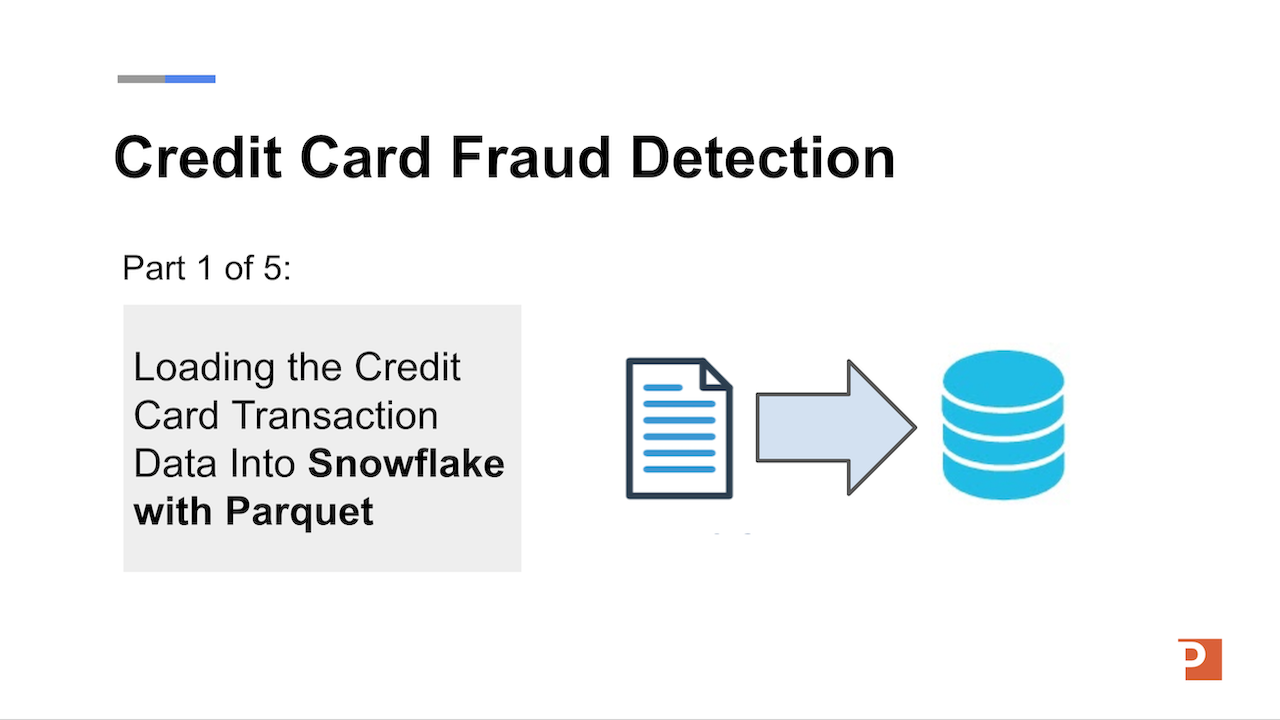 Credit Card Fraud Detection
Part 1 of 5:
Loading the Credit
Card Transaction
Data Into Snowflake
with Parquet
P